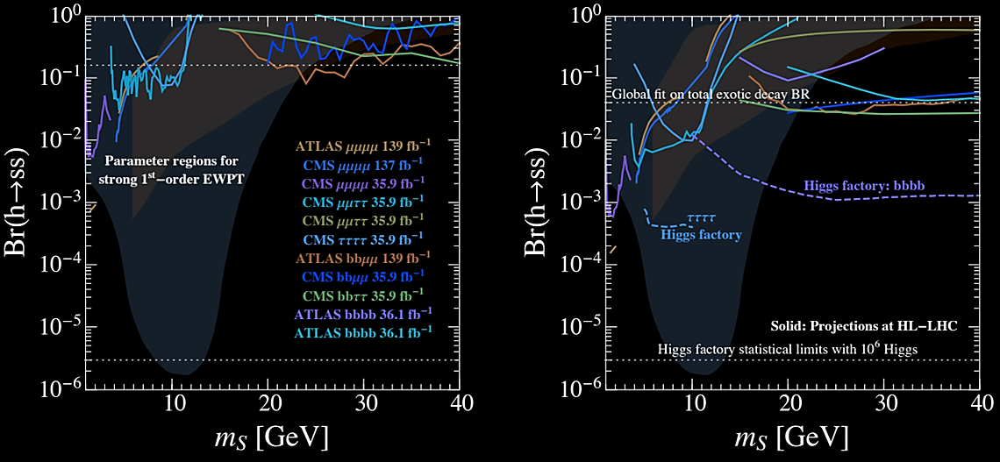 Br(h→ss)
10⁰
10⁻¹
10⁻²
10⁻³
10⁻⁴
10⁻⁵
10⁻⁶
Parameter regions for
strong 1ˢᵗ−order EWPT
ATLAS μμμμ 139 fb⁻¹
CMS μμμμ 137 fb⁻¹
CMS μμμμ 35.9 fb⁻¹
CMS μμττ 35.9 fb⁻¹
CMS μμττ 35.9 fb⁻¹
CMS ττττ 35.9 fb⁻¹
ATLAS bbμμ 139 fb⁻¹
CMS bbμμ 35.9 fb⁻¹
CMS bbττ 35.9 fb⁻¹
ATLAS bbbb 36.1 fb⁻¹
ATLAS bbbb 36.1 fb⁻¹
10 20 30 40
m_S [GeV]
Br(h→ss)
10⁰
10⁻¹
10⁻²
10⁻³
10⁻⁴
10⁻⁵
10⁻⁶
Global fit on total exotic decay BR
Higgs factory: bbbb
ττττ
Higgs factory
Solid: Projections at HL−LHC
Higgs factory statistical limits with 10⁶ Higgs
10 20 30 40
m_S [GeV]